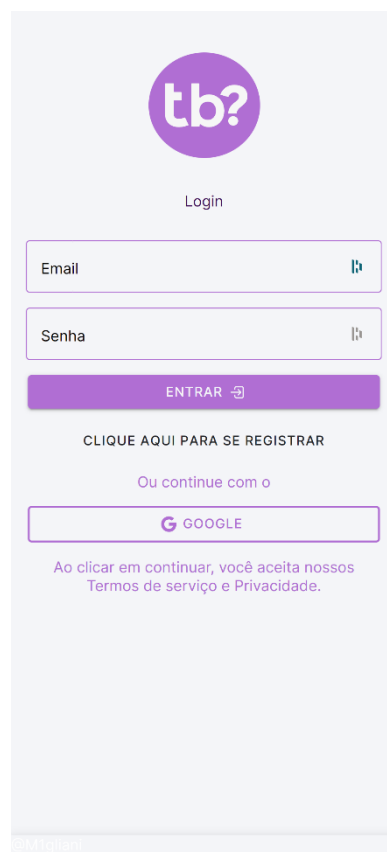 tb?
Login
Email
Senha
ENTRAR
CLIQUE AQUI PARA SE REGISTRAR
Ou continue com o
GOOGLE
Ao clicar em continuar, você aceita nossos
Termos de serviço e Privacidade.